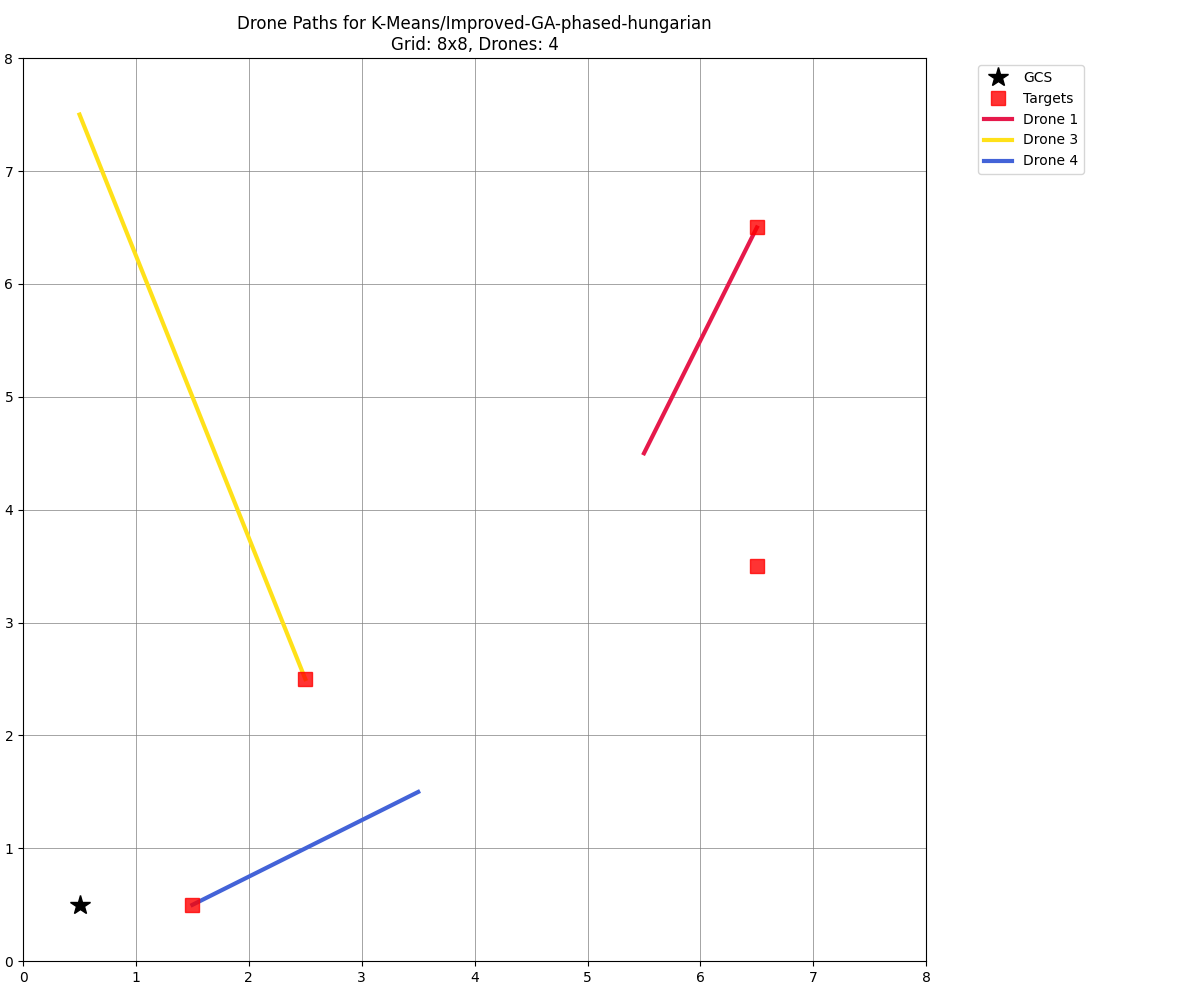 Drone Paths for K-Means/Improved-GA-phased-hungarian
Grid: 8x8, Drones: 4
GCS
Targets
Drone 1
Drone 3
Drone 4
8
7
6
5
4
3
2
1
0
0 1 2 3 4 5 6 7 8